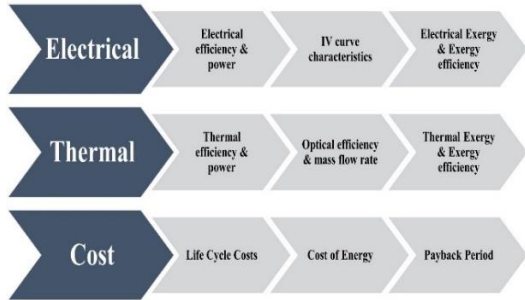 Electrical
Electrical
efficiency &
power
IV curve
characteristics
Electrical Exergy
& Exergy
efficiency
Thermal
Thermal
efficiency &
power
Optical efficiency
& mass flow rate
Thermal Exergy
& Exergy
efficiency
Cost
Life Cycle Costs
Cost of Energy
Payback Period